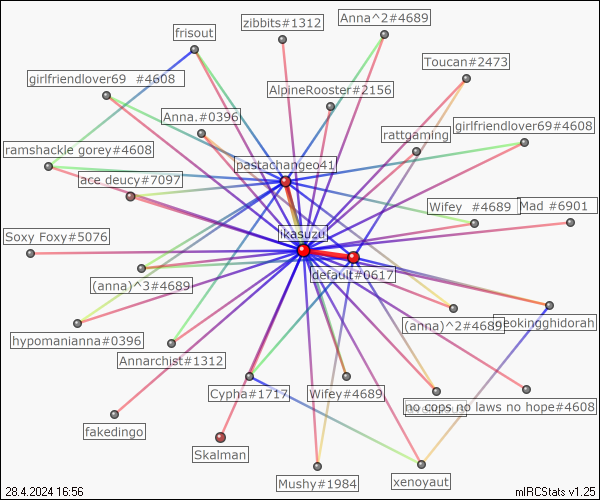 zibbits#1312
Anna^2#4689
frisout
Toucan#2473
girlfriendlover69 #4608
AlpineRooster#2156
Anna.#0396
girlfriendlover69#4608
rattgaming
ramshackle gorey#4608
pastachangeo41
ace deucy#7097
Wifey #4689
Mad #6901
ikasuzu
Soxy Foxy#5076
default#0617
(anna)^3#4689
(anna)^2#4689
neokingghidorah
hypomanianna#0396
Annarchist#1312
Cypha#1717
Wifey#4689
no cops no laws no hope#4608
fakedingo
Skalman
Mushy#1984
xenoyaut
28.4.2024 16:56
mIRCStats v1.25